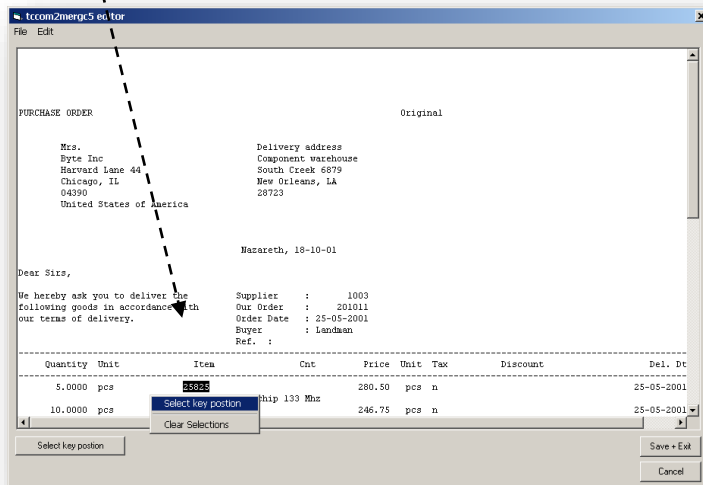 tccom2mergc5 editor
File Edit
PURCHASE ORDER Original
Mrs. Delivery address
Byte Inc Component warehouse
Harvard Lane 44 South Creek 6879
Chicago, IL New Orleans, LA
04390 28723
United States of America
Nazareth, 18-10-01
Dear Sirs,
We hereby ask you to deliver the Supplier : 1003
following goods in accordance with Our Order : 201011
our terms of delivery. Order Date : 25-05-2001
Buyer : Landman
Ref. :
Quantity Unit Item Cnt Price Unit Tax Discount Del. Dt
5.0000 pcs 25825 280.50 pcs n 25-05-2001
chip 133 Mhz
10.0000 pcs 246.75 pcs n 25-05-2001
Select key postion
Clear Selections
Select key postion Save + Exit
Cancel